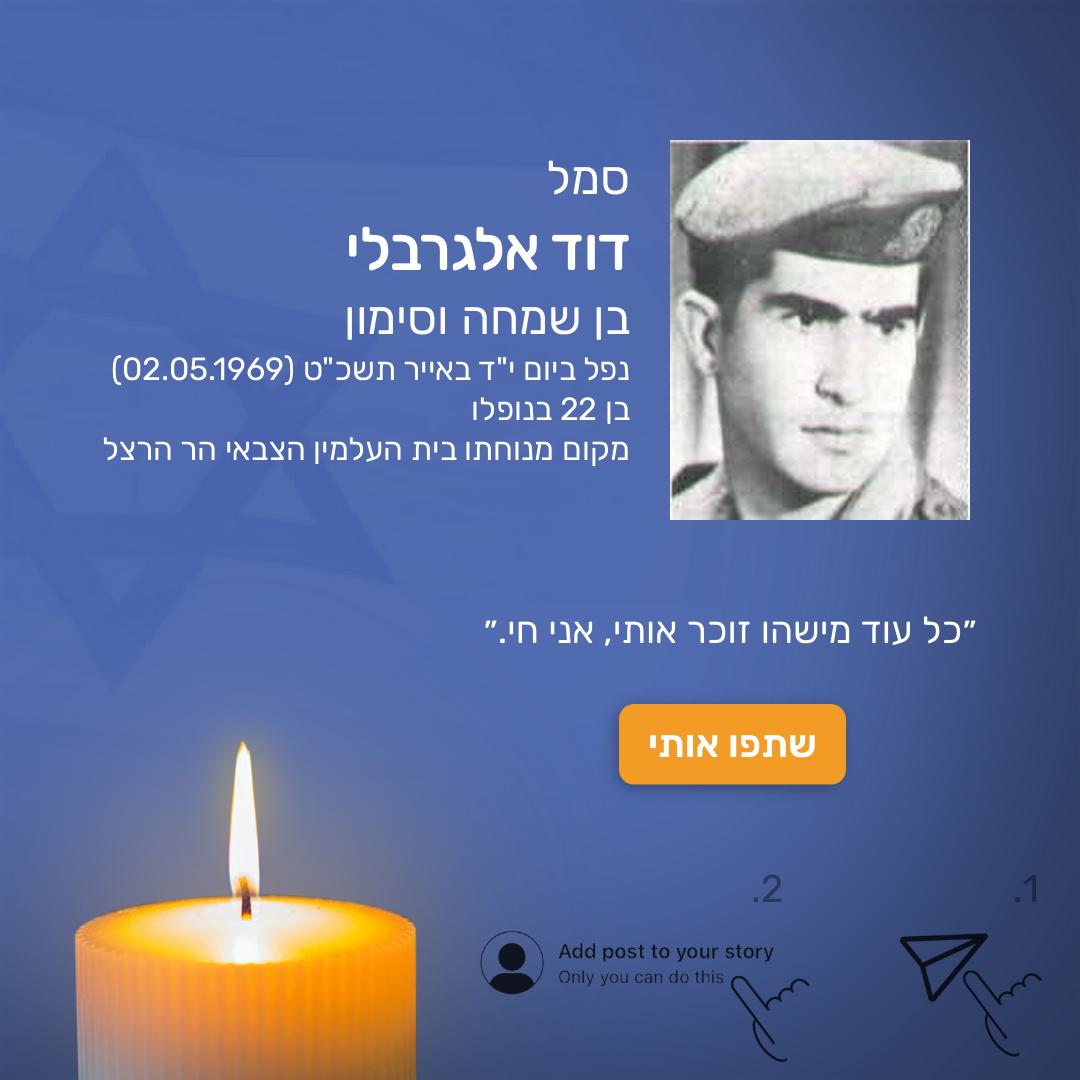 סמל
דוד אלגרבלי
בן שמחה וסימון
נפל ביום י"ד באייר תשכ"ט (02.05.1969)
בן 22 בנופלו
מקום מנוחתו בית העלמין הצבאי הר הרצל
״כל עוד מישהו זוכר אותי, אני חי.״
שתפו אותי
1.
2.
Add post to your story
Only you can do this